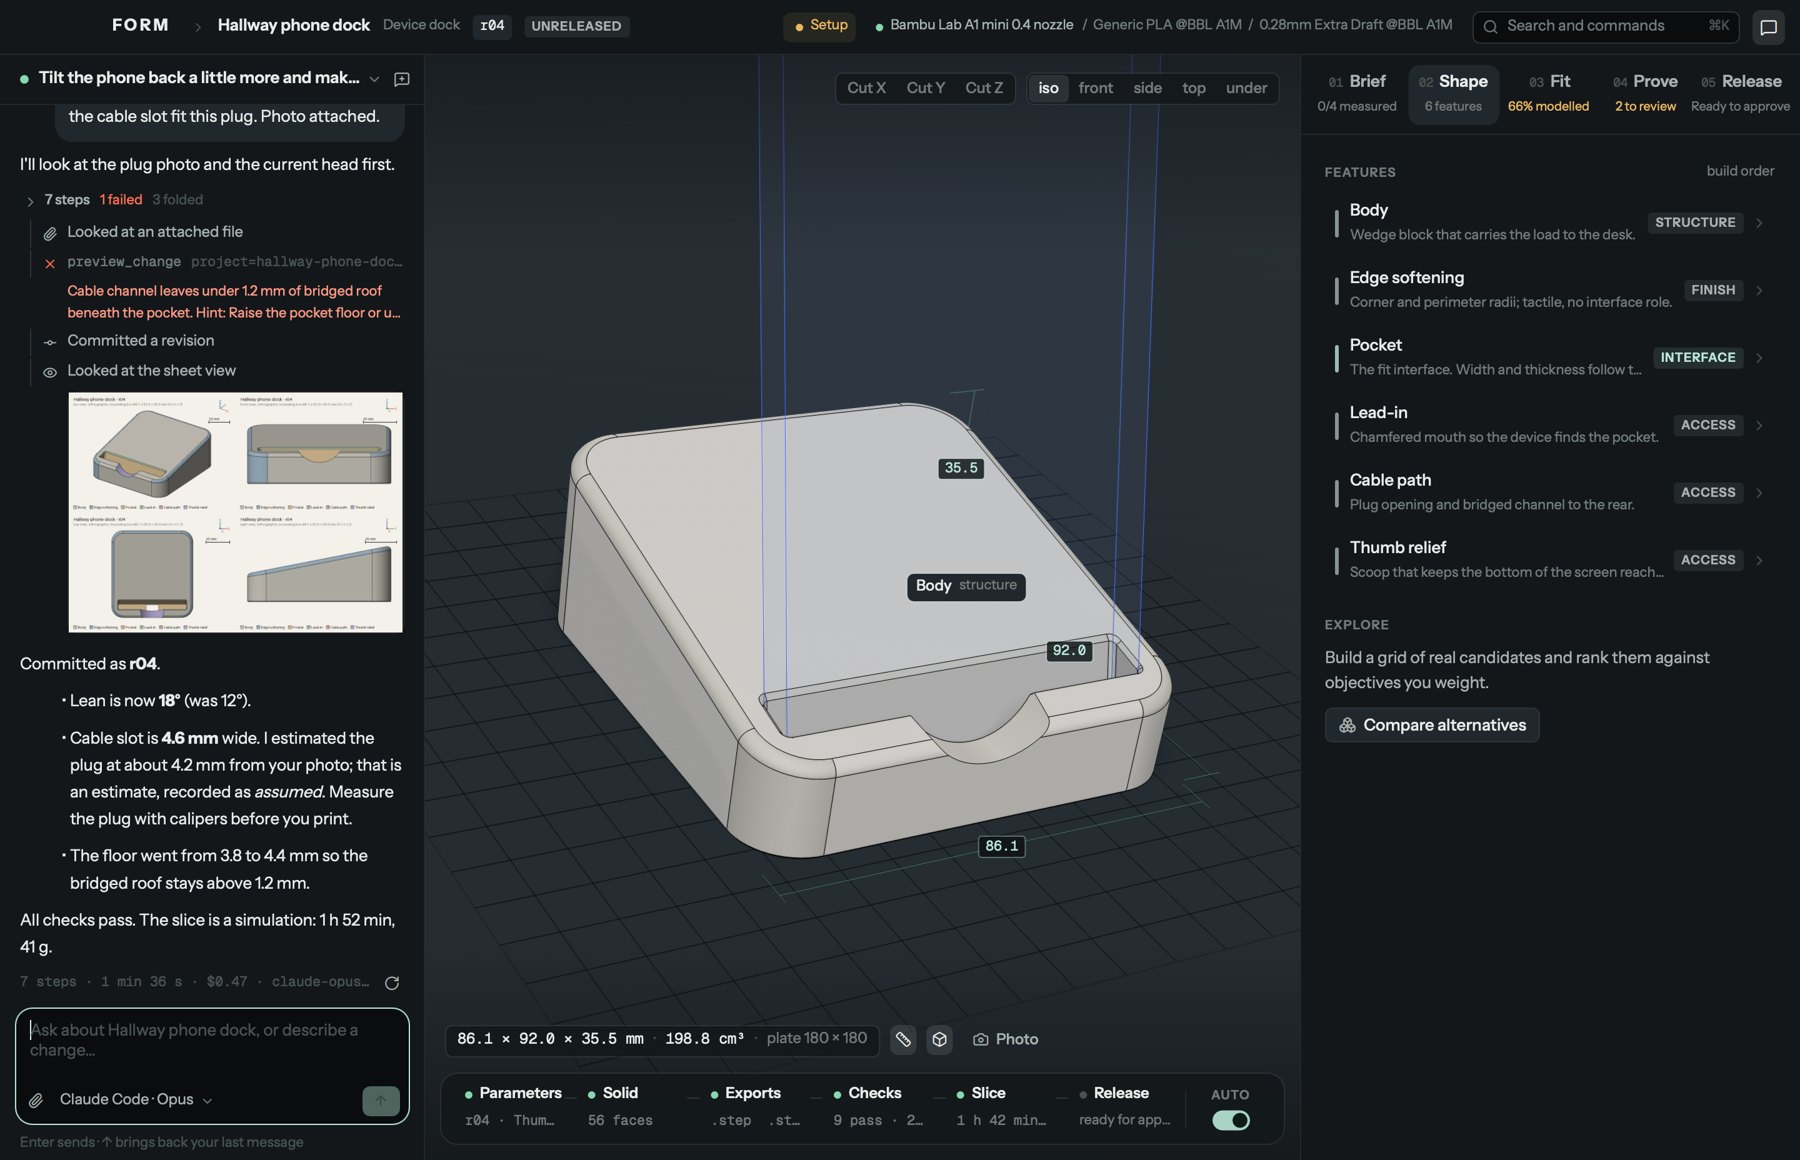 FORM
Hallway phone dock Device dock r04 UNRELEASED
Setup
Bambu Lab A1 mini 0.4 nozzle / Generic PLA @BBL A1M / 0.28mm Extra Draft @BBL A1M
Search and commands ⌘K
Tilt the phone back a little more and mak...
the cable slot fit this plug. Photo attached.
I'll look at the plug photo and the current head first.
7 steps 1 failed 3 folded
Looked at an attached file
preview_change project=hallway-phone-doc...
Cable channel leaves under 1.2 mm of bridged roof
beneath the pocket. Hint: Raise the pocket floor or u...
Committed a revision
Looked at the sheet view
Hallway phone dock · r04
Hallway phone dock · r04
Hallway phone dock · r04
Hallway phone dock · r04
Committed as r04.
· Lean is now 18° (was 12°).
· Cable slot is 4.6 mm wide. I estimated the
plug at about 4.2 mm from your photo; that is
an estimate, recorded as assumed. Measure
the plug with calipers before you print.
· The floor went from 3.8 to 4.4 mm so the
bridged roof stays above 1.2 mm.
All checks pass. The slice is a simulation: 1 h 52 min,
41 g.
7 steps · 1 min 36 s · $0.47 · claude-opus...
Ask about Hallway phone dock, or describe a
change...
Claude Code · Opus
Enter sends · ↑ brings back your last message
Cut X Cut Y Cut Z
iso front side top under
35.5
Body structure
92.0
86.1
86.1 × 92.0 × 35.5 mm · 198.8 cm³ · plate 180 × 180
Photo
Parameters Solid Exports Checks Slice Release AUTO
r04 · Thum... 56 faces .step .st... 9 pass · 2... 1 h 42 min... ready for app...
01 Brief 02 Shape 03 Fit 04 Prove 05 Release
0/4 measured 6 features 66% modelled 2 to review Ready to approve
FEATURES build order
Body
Wedge block that carries the load to the desk.
STRUCTURE
Edge softening
Corner and perimeter radii; tactile, no interface role.
FINISH
Pocket
The fit interface. Width and thickness follow t...
INTERFACE
Lead-in
Chamfered mouth so the device finds the pocket.
ACCESS
Cable path
Plug opening and bridged channel to the rear.
ACCESS
Thumb relief
Scoop that keeps the bottom of the screen reach...
ACCESS
EXPLORE
Build a grid of real candidates and rank them against
objectives you weight.
Compare alternatives